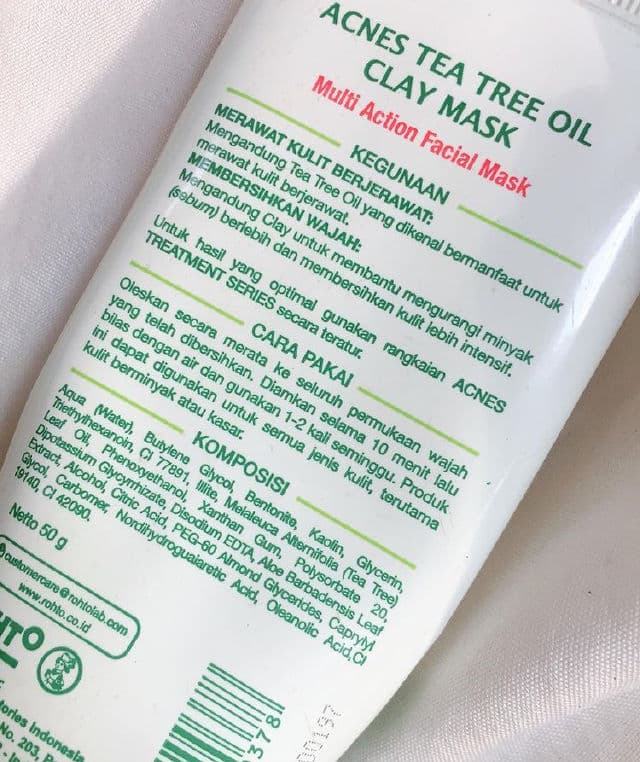 ACNES TEA TREE OIL
CLAY MASK
Multi Action Facial Mask
KEGUNAAN
MERAWAT KULIT BERJERAWAT:
Mengandung Tea Tree Oil yang dikenal bermanfaat untuk
merawat kulit berjerawat.
MEMBERSIHKAN WAJAH:
Mengandung Clay untuk membantu mengurangi minyak
(sebum) berlebih dan membersihkan kulit lebih intensif.
Untuk hasil yang optimal gunakan rangkaian ACNES
TREATMENT SERIES secara teratur.
CARA PAKAI
Oleskan secara merata ke seluruh permukaan wajah
yang telah dibersihkan. Diamkan selama 10 menit lalu
bilas dengan air dan gunakan 1-2 kali seminggu. Produk
ini dapat digunakan untuk semua jenis kulit, terutama
kulit berminyak atau kasar.
KOMPOSISI
Aqua (Water), Butylene Glycol, Bentonite, Kaolin, Glycerin,
Triethylhexanoin, CI 77891, Illite, Melaleuca Alternifolia (Tea Tree)
Leaf Oil, Phenoxyethanol, Xanthan Gum, Polysorbate 20,
Dipotassium Glycyrrhizate, Disodium EDTA, Aloe Barbadensis Leaf
Extract, Alcohol, Citric Acid, PEG-60 Almond Glycerides, Caprylyl
Glycol, Carbomer, Nordihydroguaiaretic Acid, Oleanolic Acid,CI
19140, CI 42090.
Netto 50 g
customercare@rohtolab.com
www.rohto.co.id
HTO
tories Indonesia
No. 203,
378
00197